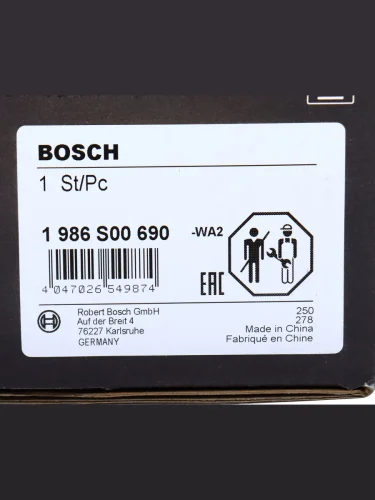 BOSCH
1 St/Pc
1 986 S00 690 -WA2
4 047026 549874
EAC
Robert Bosch GmbH
Auf der Breit 4
76227 Karlsruhe
GERMANY
250
278
Made in China
Fabriqué en Chine